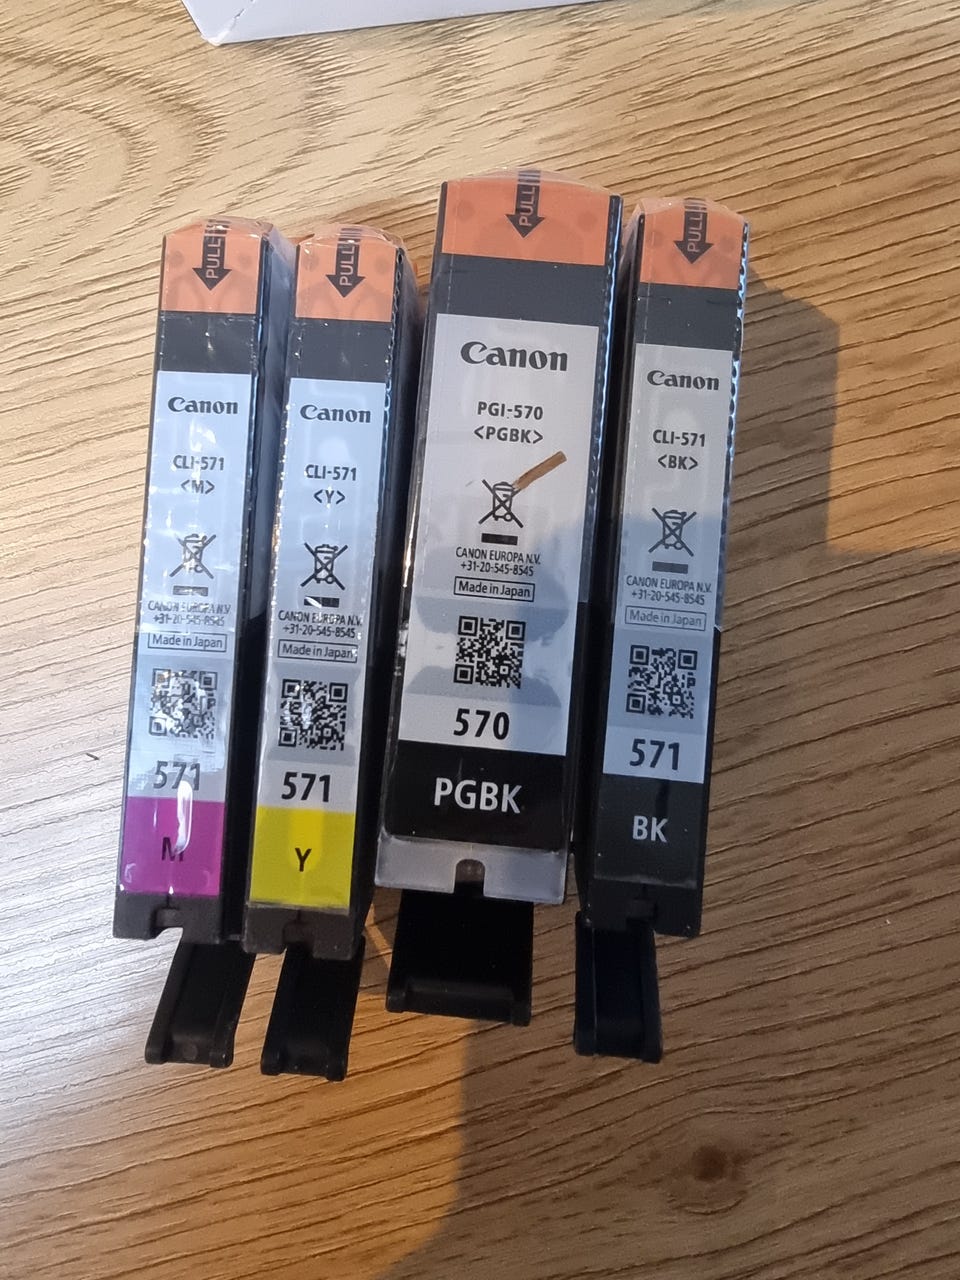 PULL
Canon
CLI-571
<M>
CANON EUROPA N.V.
+31-20-545-8545
Made in Japan
571
M
PULL
Canon
CLI-571
<Y>
CANON EUROPA N.V.
+31-20-545-8545
Made in Japan
571
Y
PULL
Canon
PGI-570
<PGBK>
CANON EUROPA N.V.
+31-20-545-8545
Made in Japan
570
PGBK
PULL
Canon
CLI-571
<BK>
CANON EUROPA N.V.
+31-20-545-8545
Made in Japan
571
BK